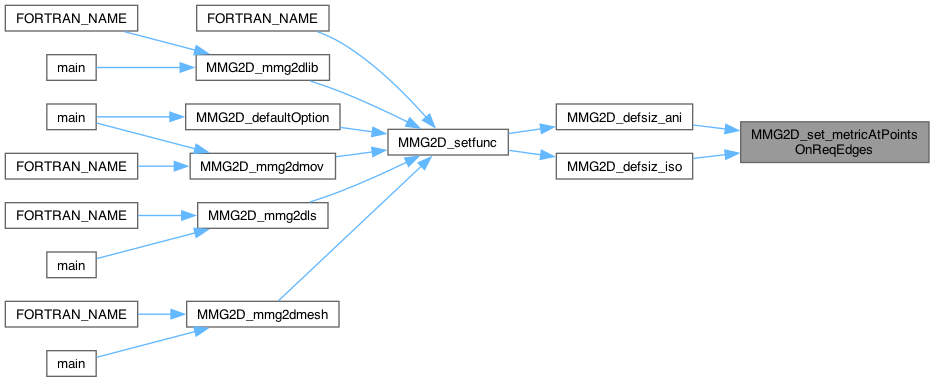 FORTRAN_NAME
FORTRAN_NAME
main
MMG2D_mmg2dlib
main
MMG2D_defaultOption
MMG2D_defsiz_ani
MMG2D_set_metricAtPoints
OnReqEdges
MMG2D_setfunc
FORTRAN_NAME
MMG2D_mmg2dmov
MMG2D_defsiz_iso
FORTRAN_NAME
MMG2D_mmg2dls
main
FORTRAN_NAME
MMG2D_mmg2dmesh
main